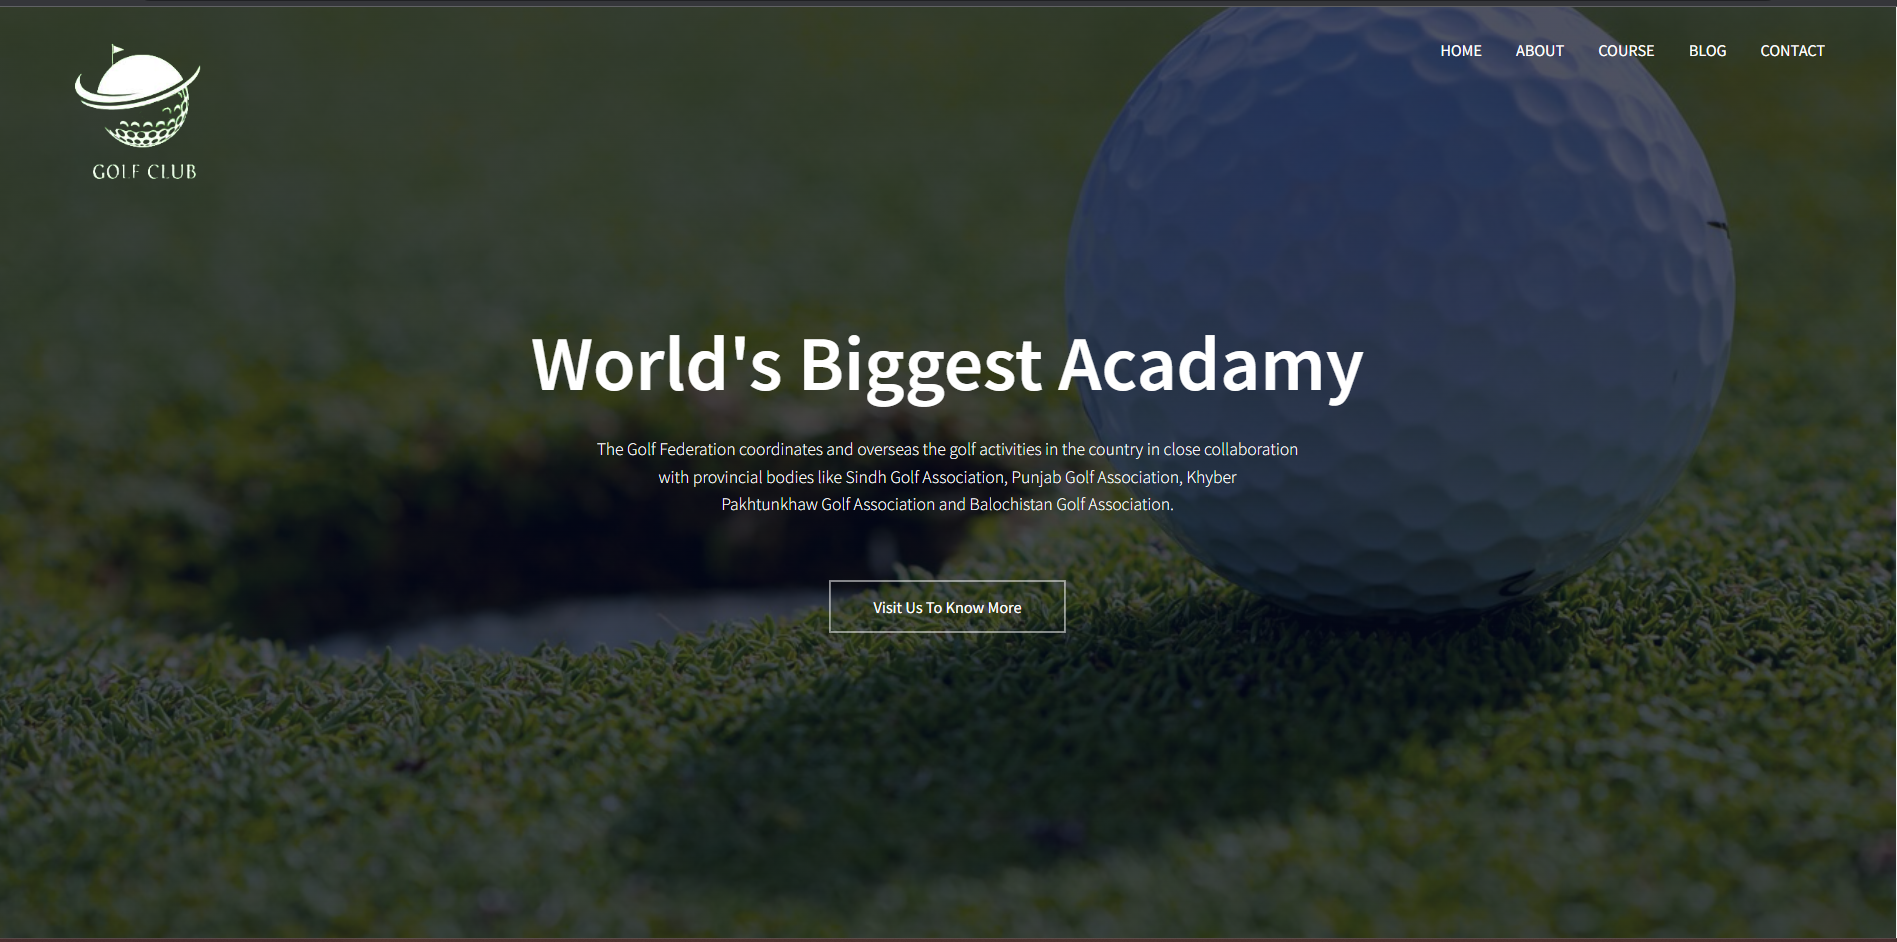 GOLF CLUB
HOME ABOUT COURSE BLOG CONTACT
World's Biggest Acadamy
The Golf Federation coordinates and overseas the golf activities in the country in close collaboration
with provincial bodies like Sindh Golf Association, Punjab Golf Association, Khyber
Pakhtunkhaw Golf Association and Balochistan Golf Association.
Visit Us To Know More